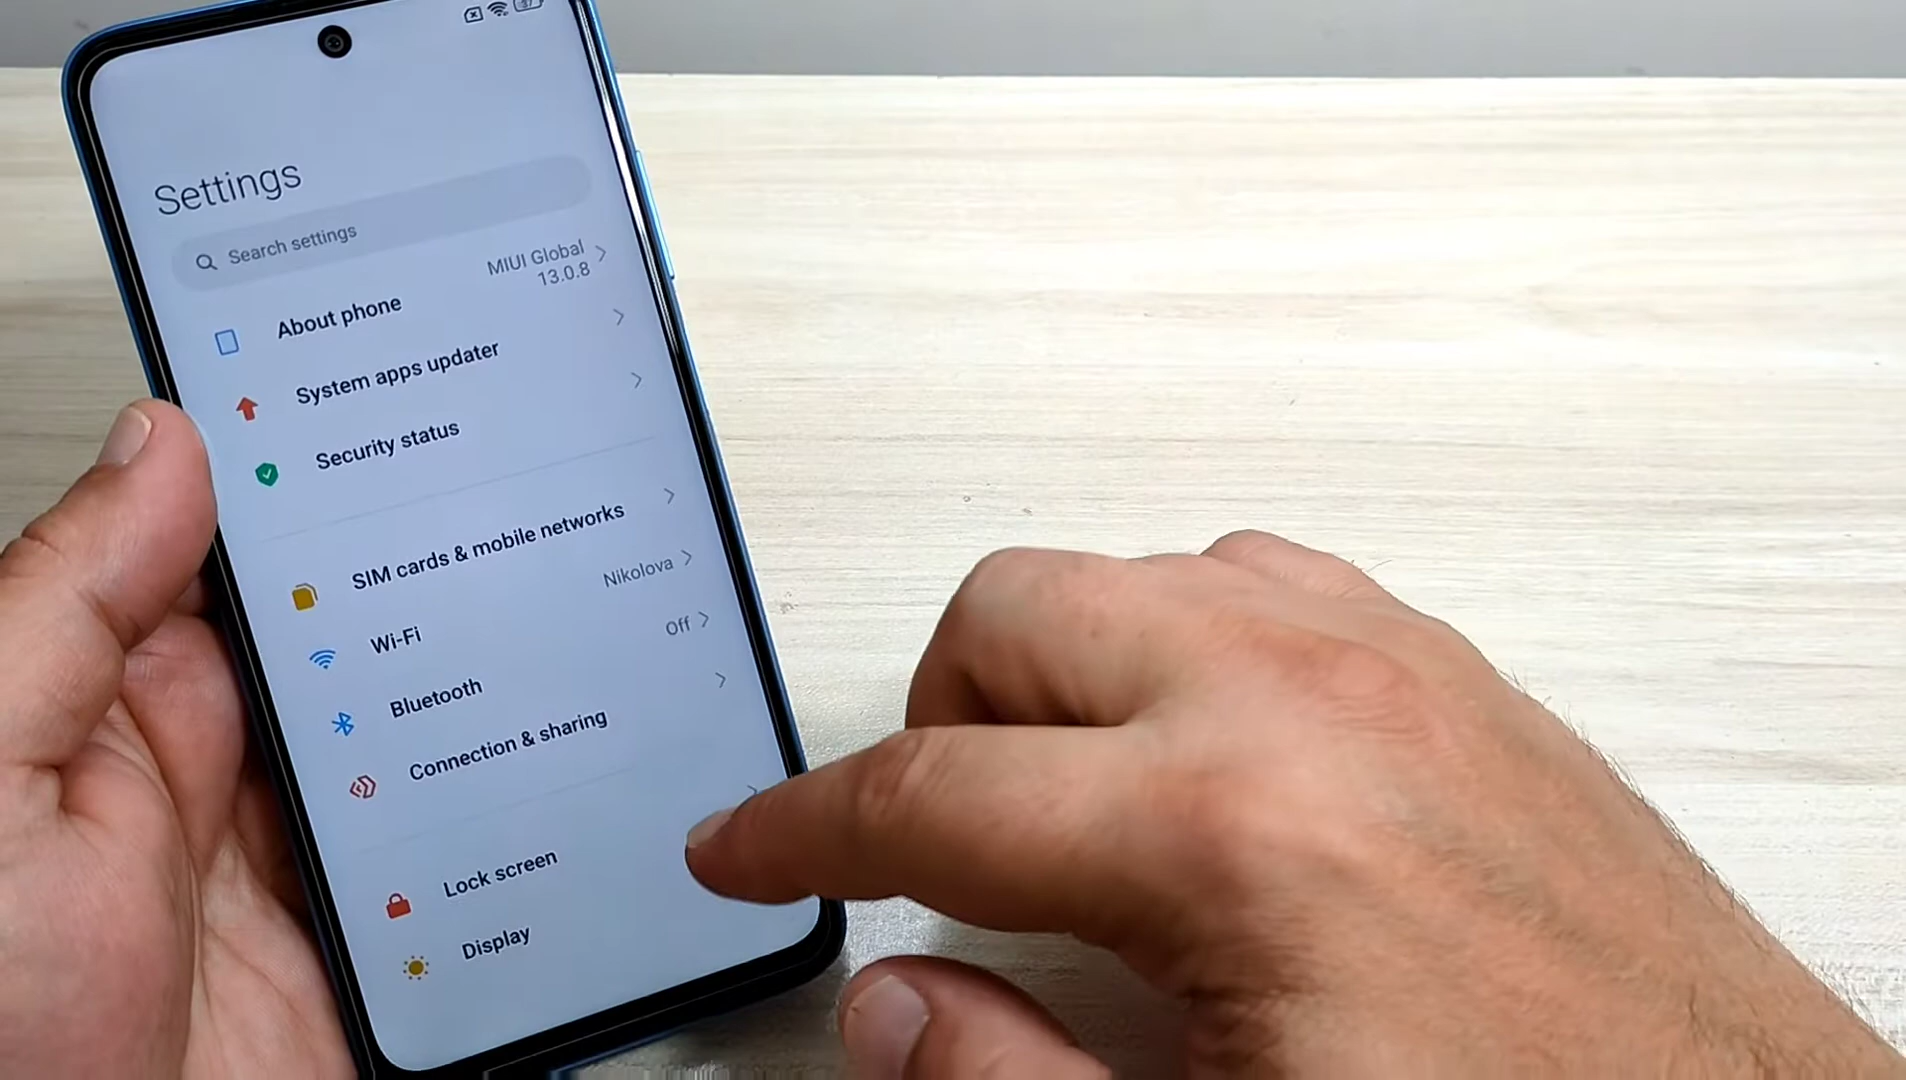 37
Settings
Search settings
About phone
MIUI Global
13.0.8
System apps updater
Security status
SIM cards & mobile networks
Wi-Fi
Nikolova
Bluetooth
Off
Connection & sharing
Lock screen
Display